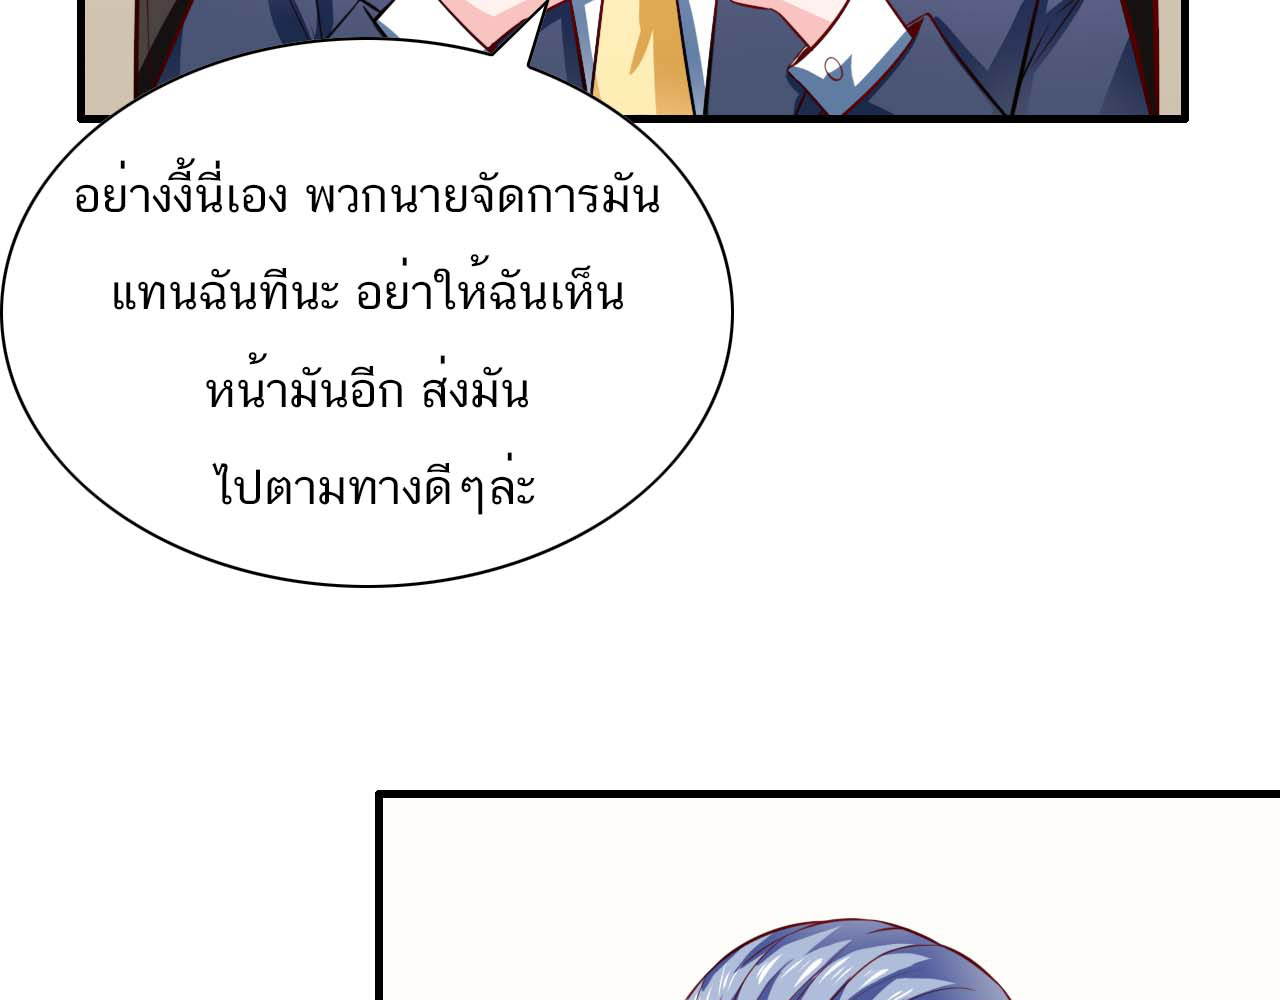 อย่างงี้นี่เอง พวกนายจัดการมัน
แทนฉันทีนะ อย่าให้ฉันเห็น
หน้ามันอีก ส่งมัน
ไปตามทางดีๆล่ะ